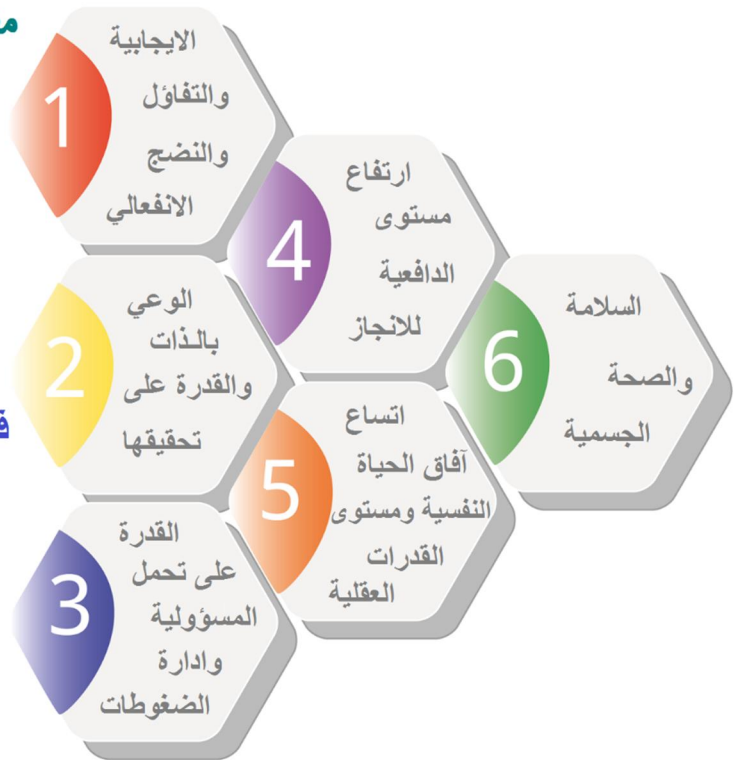 1
الايجابية
والتفاؤل
والنضج
الانفعالي
2
الوعي
بالذات
والقدرة على
تحقيقها
3
القدرة
على تحمل
المسؤولية
وادارة
الضغوطات
4
ارتفاع
مستوى
الدافعية
للانجاز
5
اتساع
آفاق الحياة
النفسية ومستوى
القدرات
العقلية
6
السلامة
والصحة
الجسمية